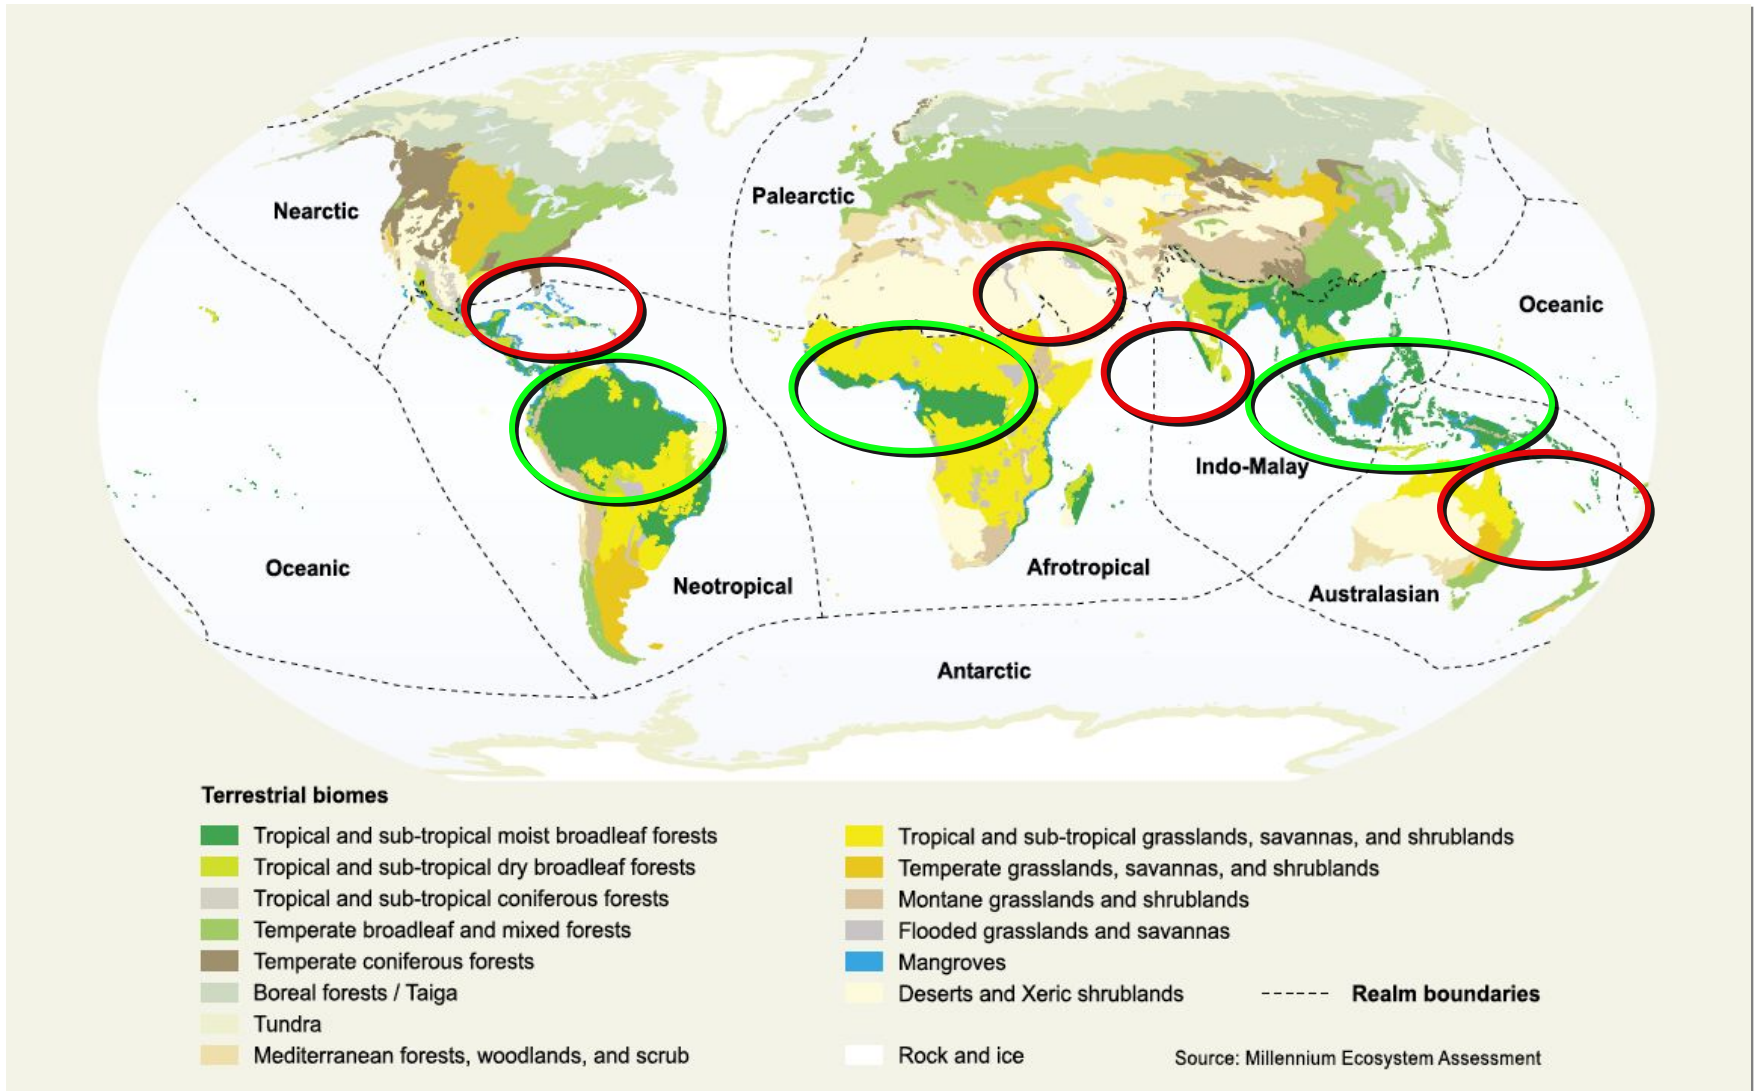 Nearctic
Palearctic
Oceanic
Indo-Malay
Oceanic
Neotropical
Afrotropical
Australasian
Antarctic
Terrestrial biomes
Tropical and sub-tropical moist broadleaf forests
Tropical and sub-tropical dry broadleaf forests
Tropical and sub-tropical coniferous forests
Temperate broadleaf and mixed forests
Temperate coniferous forests
Boreal forests / Taiga
Tundra
Mediterranean forests, woodlands, and scrub
Tropical and sub-tropical grasslands, savannas, and shrublands
Temperate grasslands, savannas, and shrublands
Montane grasslands and shrublands
Flooded grasslands and savannas
Mangroves
Deserts and Xeric shrublands
Realm boundaries
Rock and ice
Source: Millennium Ecosystem Assessment